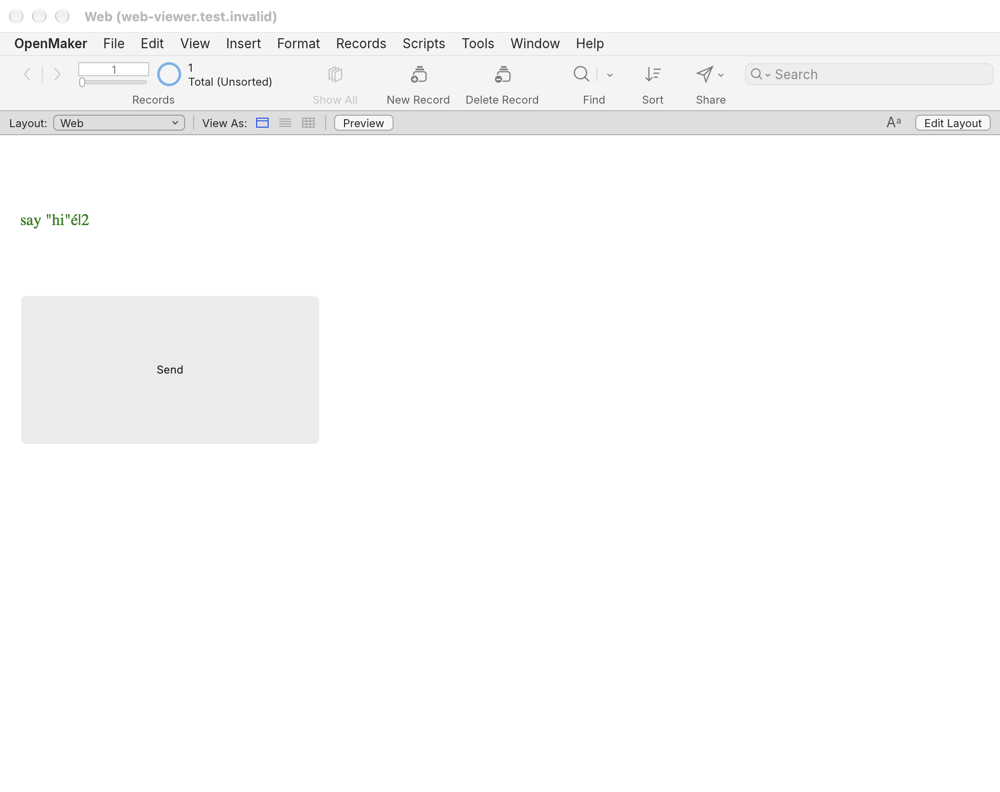 Web (web-viewer.test.invalid)
OpenMaker File Edit View Insert Format Records Scripts Tools Window Help
1
1
Total (Unsorted)
Records Show All New Record Delete Record Find Sort Share
Search
Layout: Web View As: Preview Aa Edit Layout
say "hi"é|2
Send